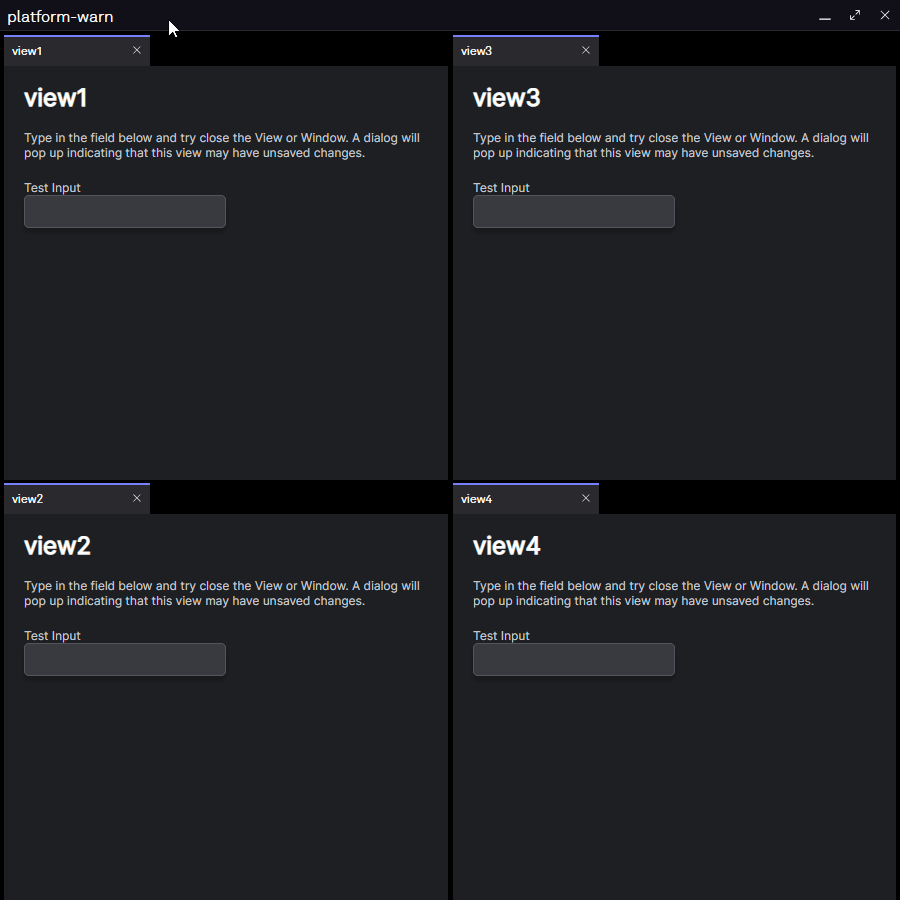 platform-warn
view1
view1
Type in the field below and try close the View or Window. A dialog will
pop up indicating that this view may have unsaved changes.
Test Input
view3
view3
Type in the field below and try close the View or Window. A dialog will
pop up indicating that this view may have unsaved changes.
Test Input
view2
view2
Type in the field below and try close the View or Window. A dialog will
pop up indicating that this view may have unsaved changes.
Test Input
view4
view4
Type in the field below and try close the View or Window. A dialog will
pop up indicating that this view may have unsaved changes.
Test Input